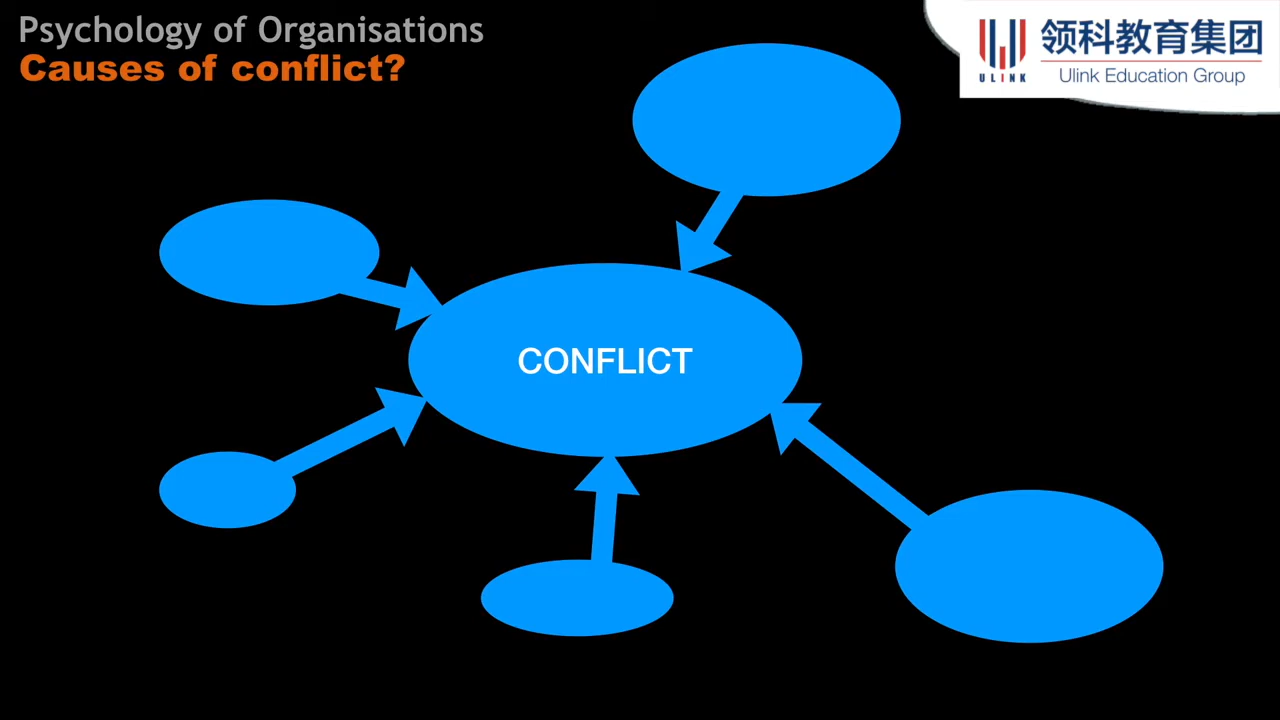 Psychology of Organisations
Causes of conflict?
ULINK
领科教育集团
Ulink Education Group
CONFLICT